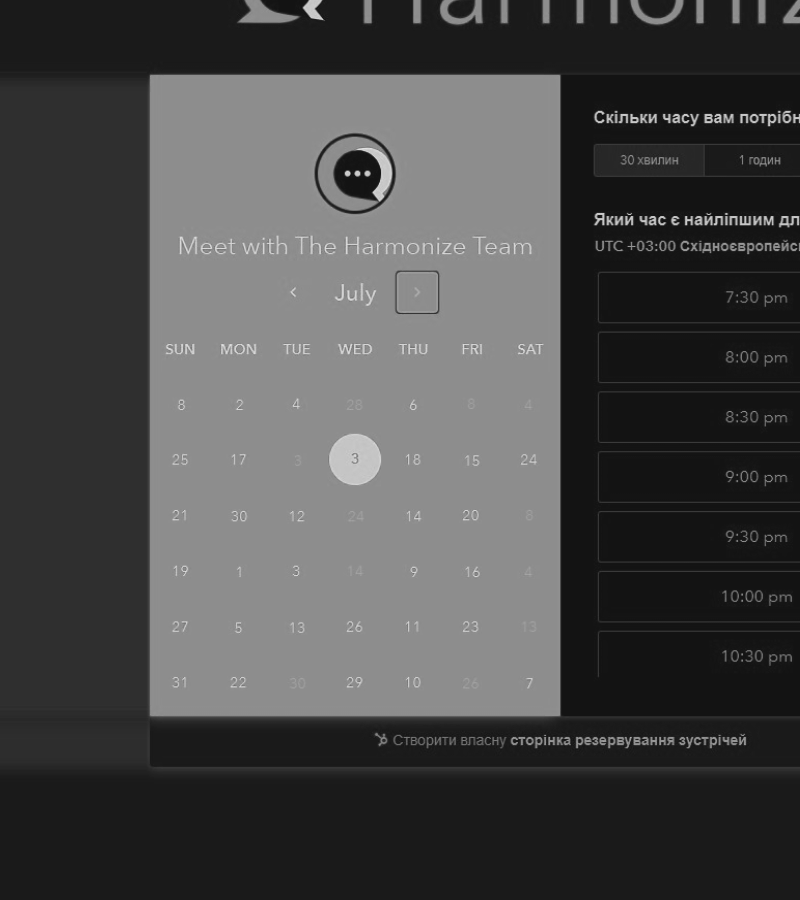 Harmoniz
Meet with The Harmonize Team
July
SUN MON TUE WED THU FRI SAT
8 2 4 28 6 8 4
25 17 3 3 18 15 24
21 30 12 24 14 20 8
19 1 3 14 9 16 4
27 5 13 26 11 23 13
31 22 30 29 10 26 7
Скільки часу вам потрібн
30 хвилин 1 годин
Який час є найліпшим дл
UTC +03:00 Східноєвропейсь
7:30 pm
8:00 pm
8:30 pm
9:00 pm
9:30 pm
10:00 pm
10:30 pm
Створити власну сторінка резервування зустрічей